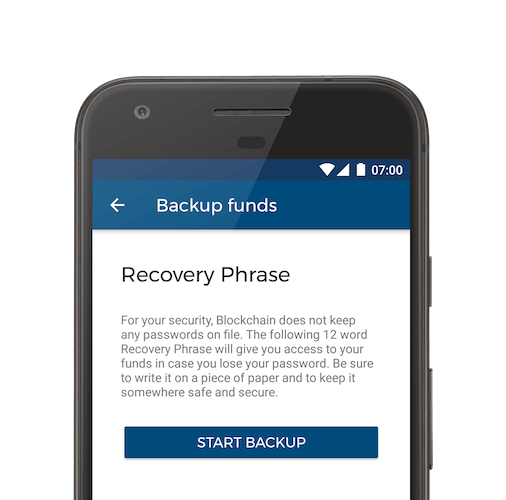 07:00
Backup funds
Recovery Phrase
For your security, Blockchain does not keep
any passwords on file. The following 12 word
Recovery Phrase will give you access to your
funds in case you lose your password. Be sure
to write it on a piece of paper and to keep it
somewhere safe and secure.
START BACKUP